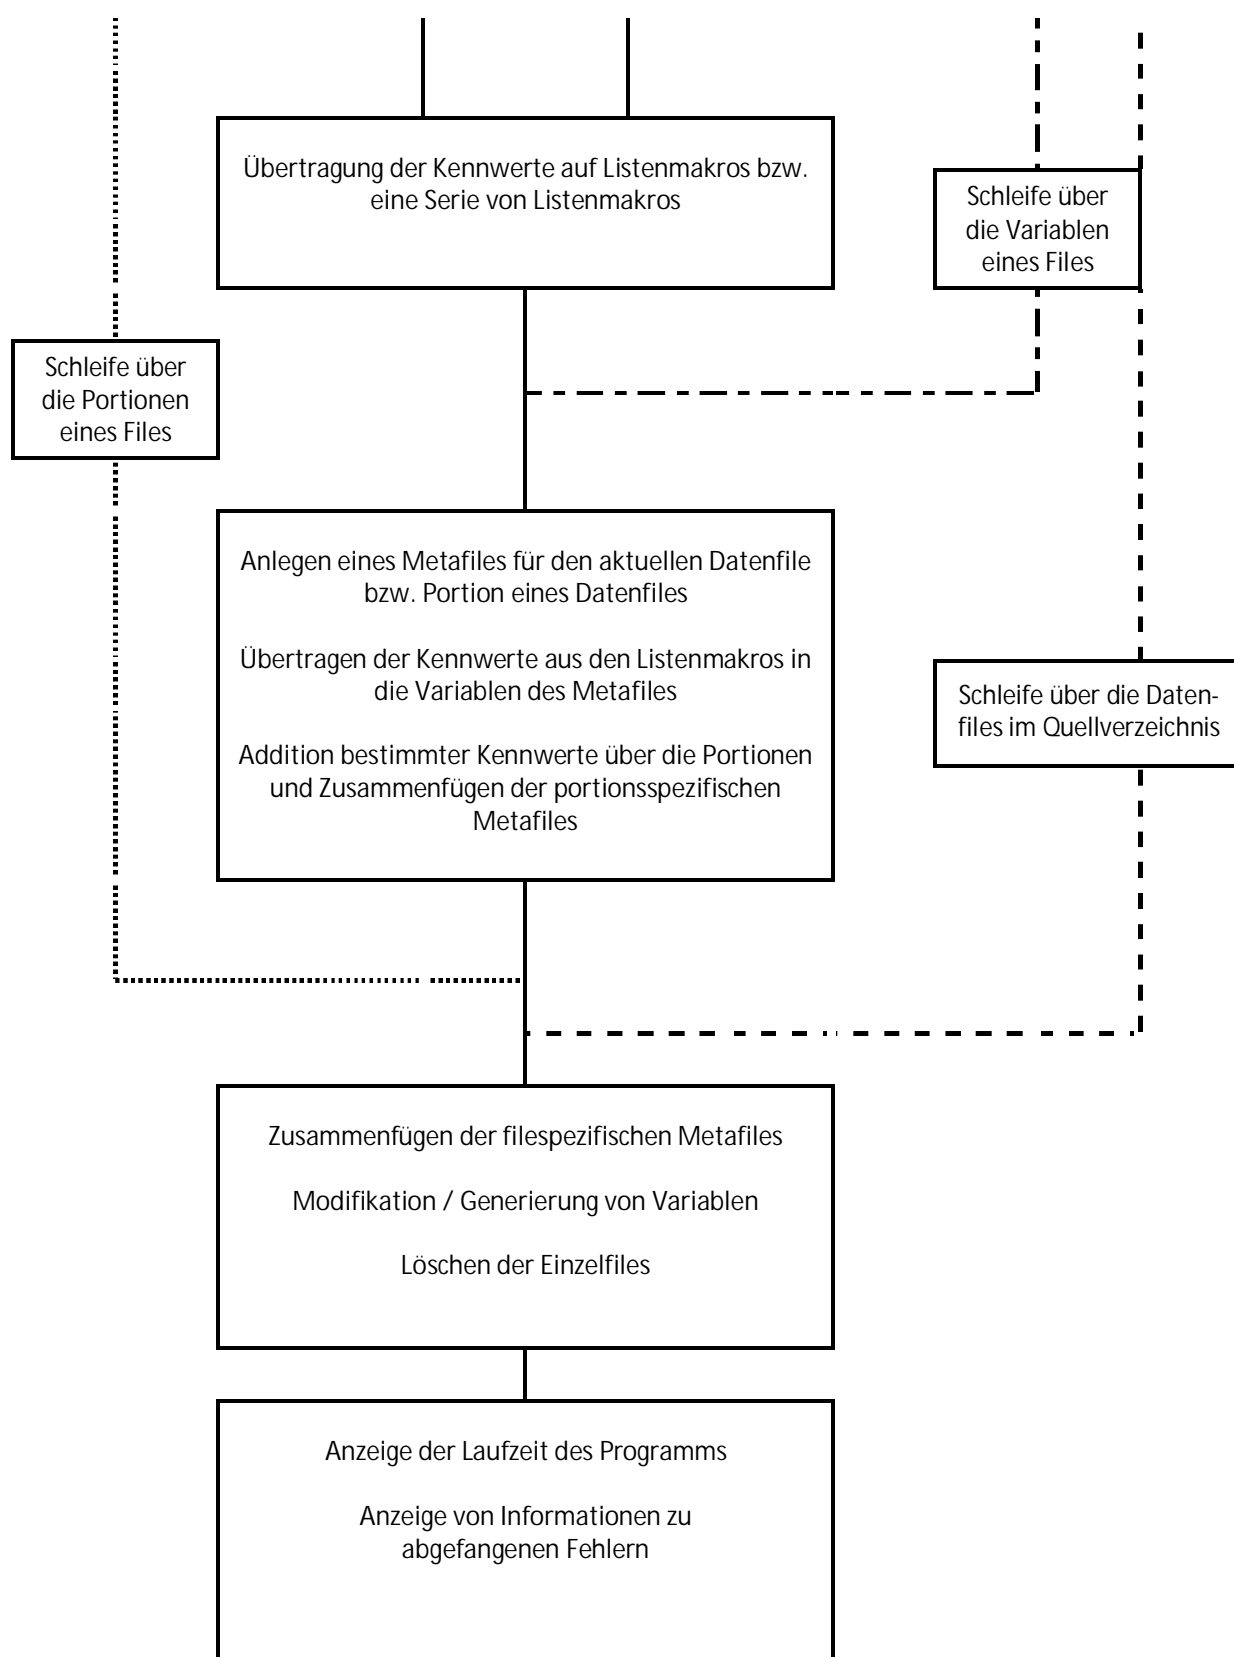 Übertragung der Kennwerte auf Listenmakros bzw.
eine Serie von Listenmakros
Schleife über
die Variablen
eines Files
Schleife über
die Portionen
eines Files
Anlegen eines Metafiles für den aktuellen Datenfile
bzw. Portion eines Datenfiles
Übertragen der Kennwerte aus den Listenmakros in
die Variablen des Metafiles
Addition bestimmter Kennwerte über die Portionen
und Zusammenfügen der portionsspezifischen
Metafiles
Schleife über die Daten-
files im Quellverzeichnis
Zusammenfügen der filespezifischen Metafiles
Modifikation / Generierung von Variablen
Löschen der Einzelfiles
Anzeige der Laufzeit des Programms
Anzeige von Informationen zu
abgefangenen Fehlern